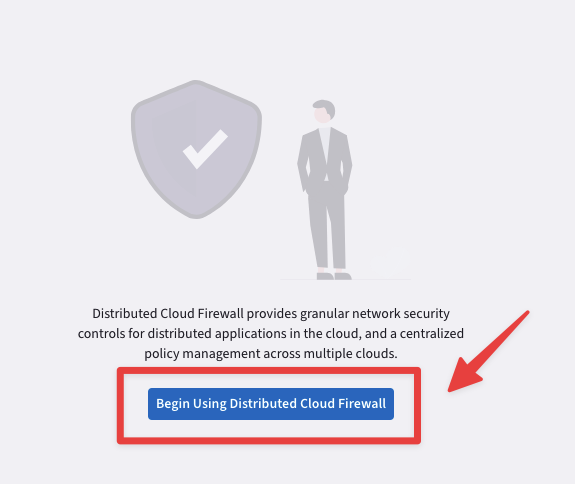 Distributed Cloud Firewall provides granular network security
controls for distributed applications in the cloud, and a centralized
policy management across multiple clouds.
Begin Using Distributed Cloud Firewall